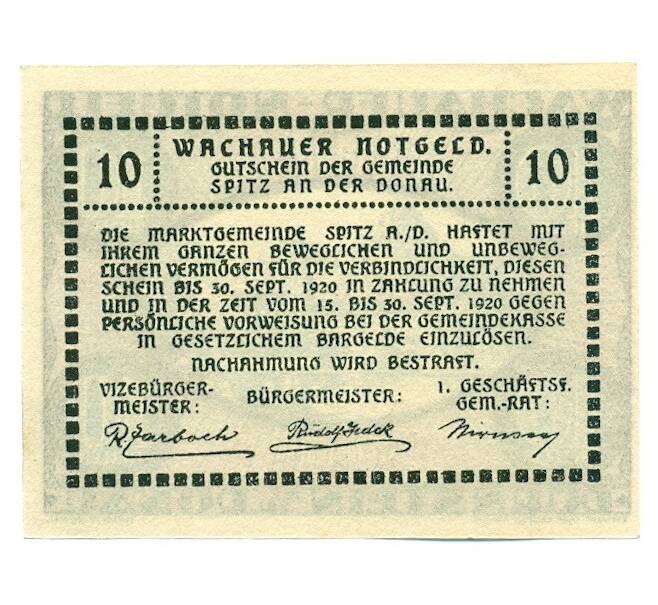 10 WACHAUER NOTGELD. 10
GUTSCHEIN DER GEMEINDE
SPITZ AN DER DONAU.
DIE MARKTGEMEINDE SPITZ A./D. HAFTET MIT
IHREM GANZEN BEWEGLICHEN UND UNBEWEG-
LICHEN VERMÖGEN FÜR DIE VERBINDLICHKEIT, DIESEN
SCHEIN BIS 30. SEPT. 1920 IN ZAHLUNG ZU NEHMEN
UND IN DER ZEIT VOM 15. BIS 30. SEPT. 1920 GEGEN
PERSÖNLICHE VORWEISUNG BEI DER GEMEINDEKASSE
IN GESETZLICHEM BARGELDE EINZULÖSEN.
NACHAHMUNG WIRD BESTRAFT.
VIZEBÜRGER- BÜRGERMEISTER: 1. GESCHÄFTSF.
MEISTER: GEM.-RAT:
Rudolf